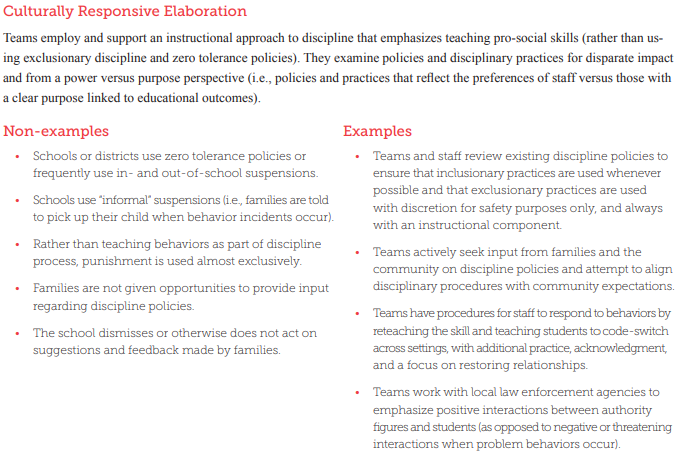 Culturally Responsive Elaboration
Teams employ and support an instructional approach to discipline that emphasizes teaching pro-social skills (rather than us-
ing exclusionary discipline and zero tolerance policies). They examine policies and disciplinary practices for disparate impact
and from a power versus purpose perspective (i.e., policies and practices that reflect the preferences of staff versus those with
a clear purpose linked to educational outcomes).
Non-examples
• Schools or districts use zero tolerance policies or
frequently use in- and out-of-school suspensions.
• Schools use "informal" suspensions (i.e., families are told
to pick up their child when behavior incidents occur).
• Rather than teaching behaviors as part of discipline
process, punishment is used almost exclusively.
• Families are not given opportunities to provide input
regarding discipline policies.
• The school dismisses or otherwise does not act on
suggestions and feedback made by families.
Examples
• Teams and staff review existing discipline policies to
ensure that inclusionary practices are used whenever
possible and that exclusionary practices are used
with discretion for safety purposes only, and always
with an instructional component.
• Teams actively seek input from families and the
community on discipline policies and attempt to align
disciplinary procedures with community expectations.
• Teams have procedures for staff to respond to behaviors by
reteaching the skill and teaching students to code-switch
across settings, with additional practice, acknowledgment,
and a focus on restoring relationships.
• Teams work with local law enforcement agencies to
emphasize positive interactions between authority
figures and students (as opposed to negative or threatening
interactions when problem behaviors occur).